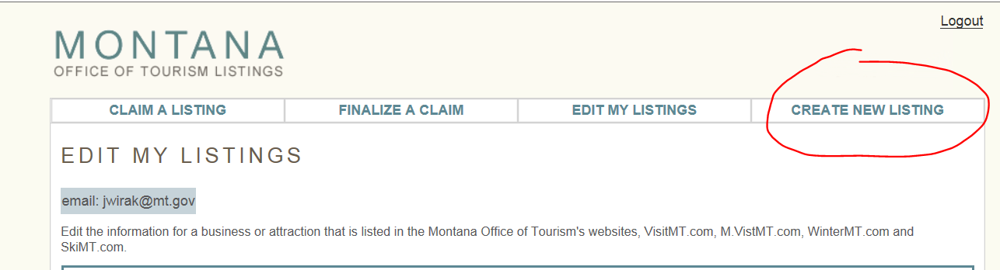 Logout
MONTANA
OFFICE OF TOURISM LISTINGS
CLAIM A LISTING FINALIZE A CLAIM EDIT MY LISTINGS CREATE NEW LISTING
EDIT MY LISTINGS
email: jwirak@mt.gov
Edit the information for a business or attraction that is listed in the Montana Office of Tourism's websites, VisitMT.com, M.VistMT.com, WinterMT.com and
SkiMT.com.